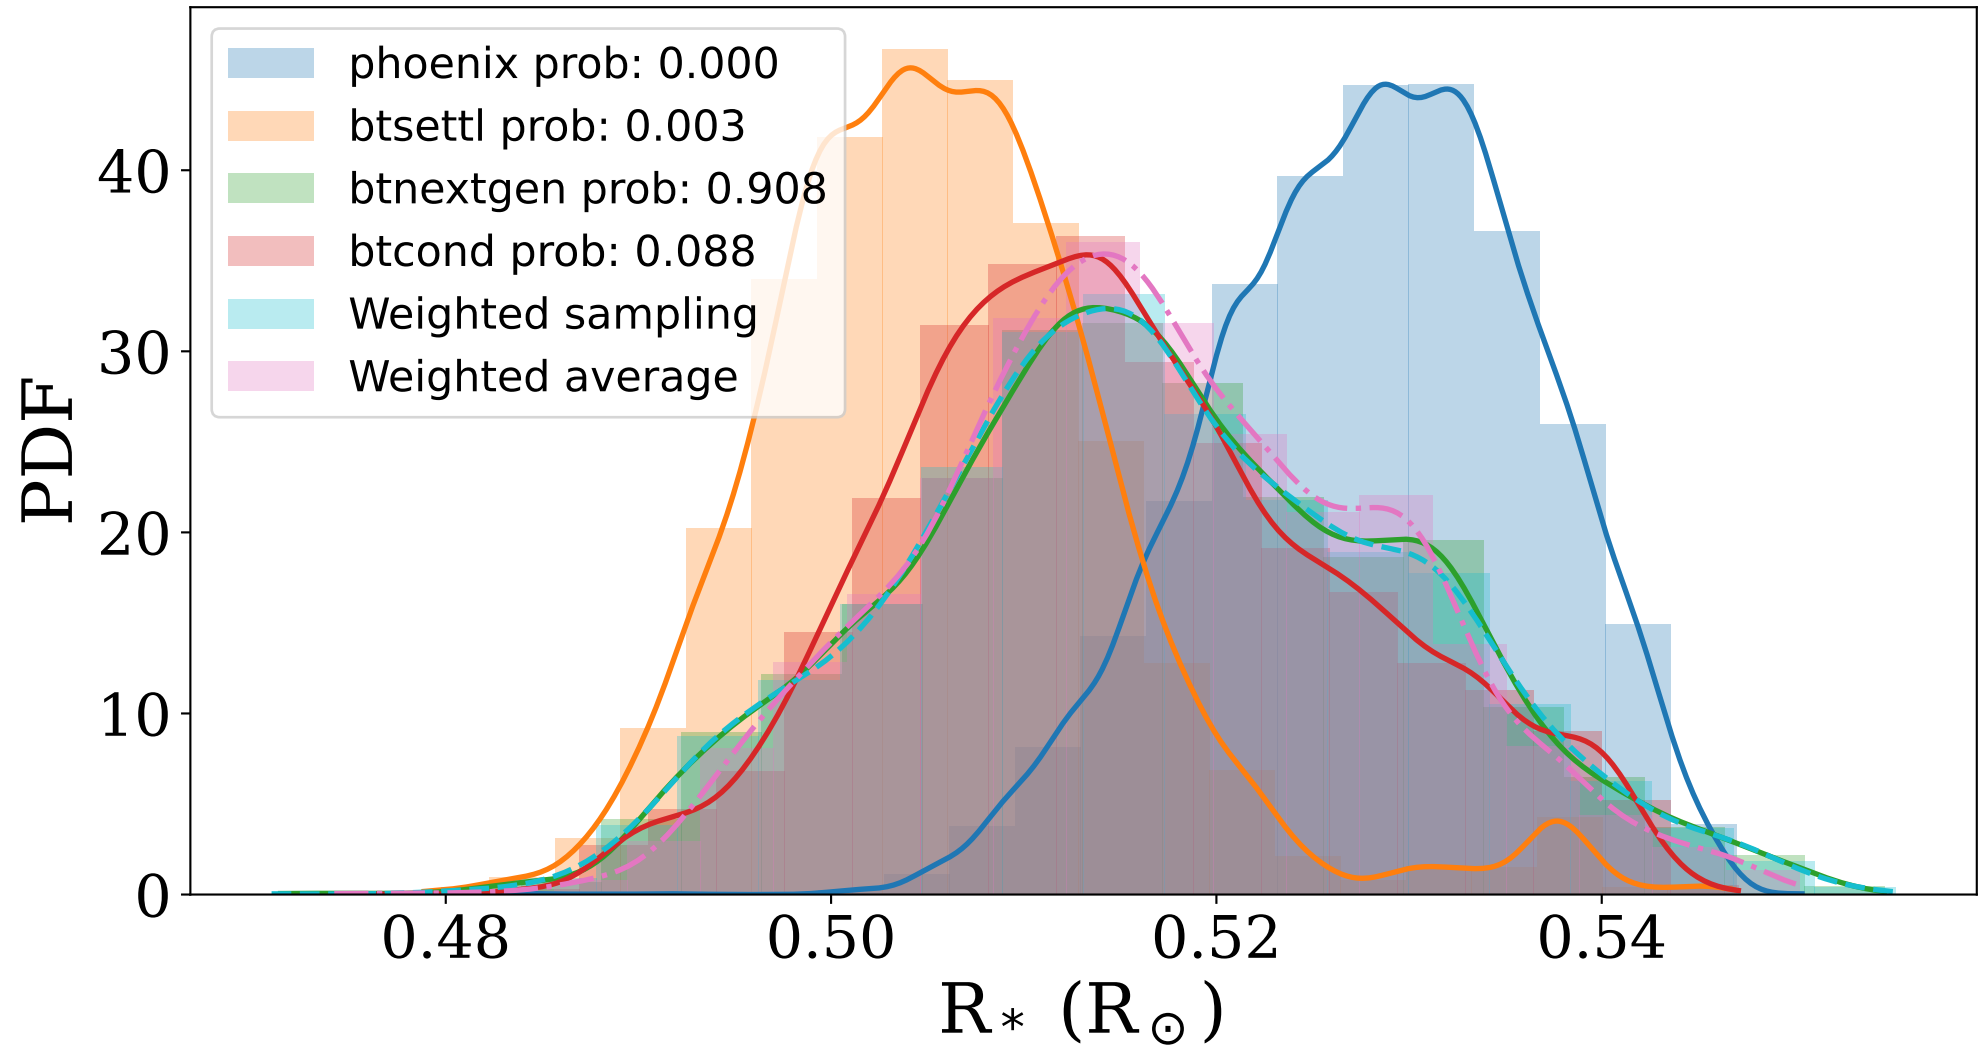 phoenix prob: 0.000
btsettl prob: 0.003
btnextgen prob: 0.908
btcond prob: 0.088
Weighted sampling
Weighted average
PDF
40
30
20
10
0
0.48 0.50 0.52 0.54
R* (R⊙)